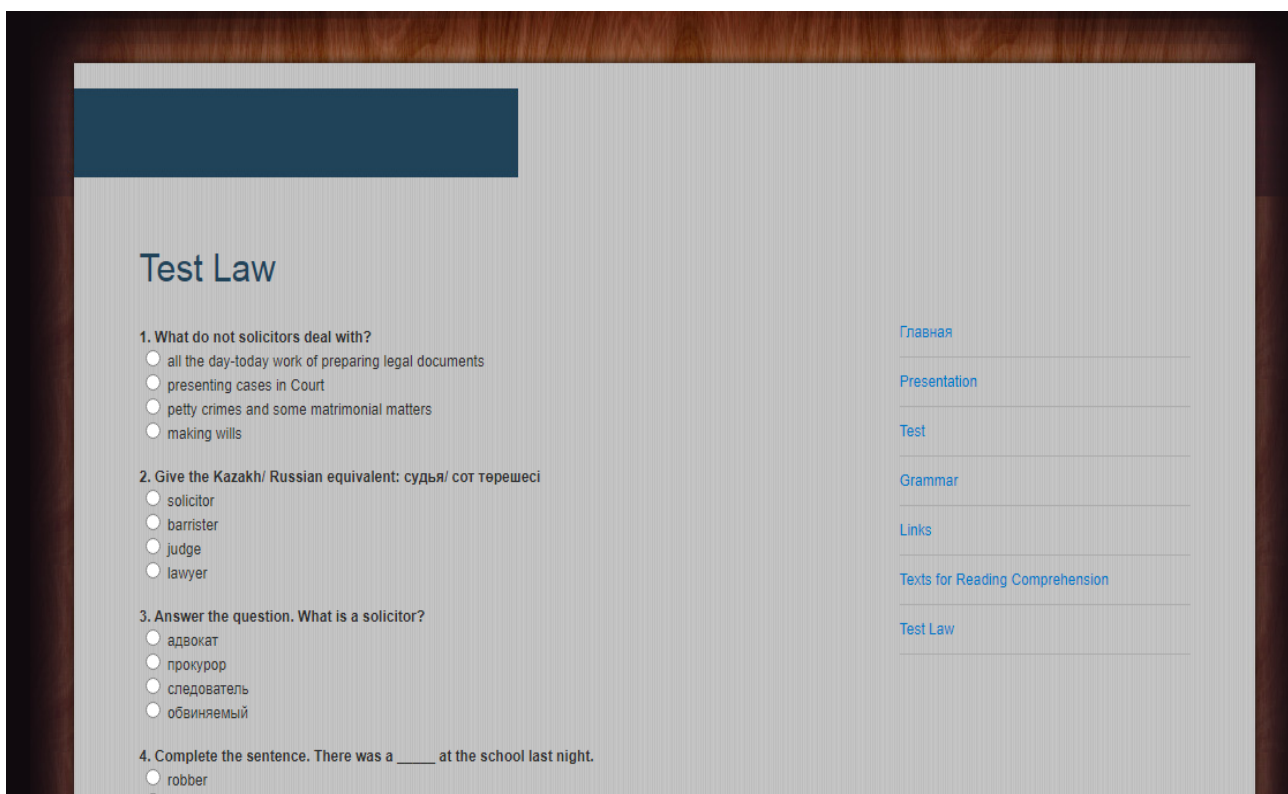 Test Law
1. What do not solicitors deal with?
all the day-today work of preparing legal documents
presenting cases in Court
petty crimes and some matrimonial matters
making wills
2. Give the Kazakh/ Russian equivalent: судья/ сот төрешесі
solicitor
barrister
judge
lawyer
3. Answer the question. What is a solicitor?
адвокат
прокурор
следователь
обвиняемый
4. Complete the sentence. There was a _____ at the school last night.
robber
Главная
Presentation
Test
Grammar
Links
Texts for Reading Comprehension
Test Law